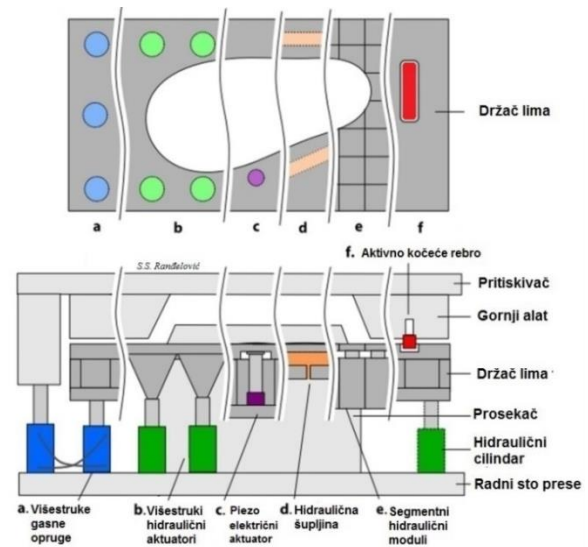 Držač lima
a b c d e f
S.S. Ranđelović
f. Aktivno kočeće rebro
Pritiskivač
Gornji alat
Držač lima
Prosekač
Hidraulični
cilindar
Radni sto prese
a. Višestruke
gasne
opruge
b. Višestruki
hidraulični
aktuatori
c. Piezo
električni
aktuator
d. Hidraulična
šupljina
e. Segmentni
hidraulični
moduli